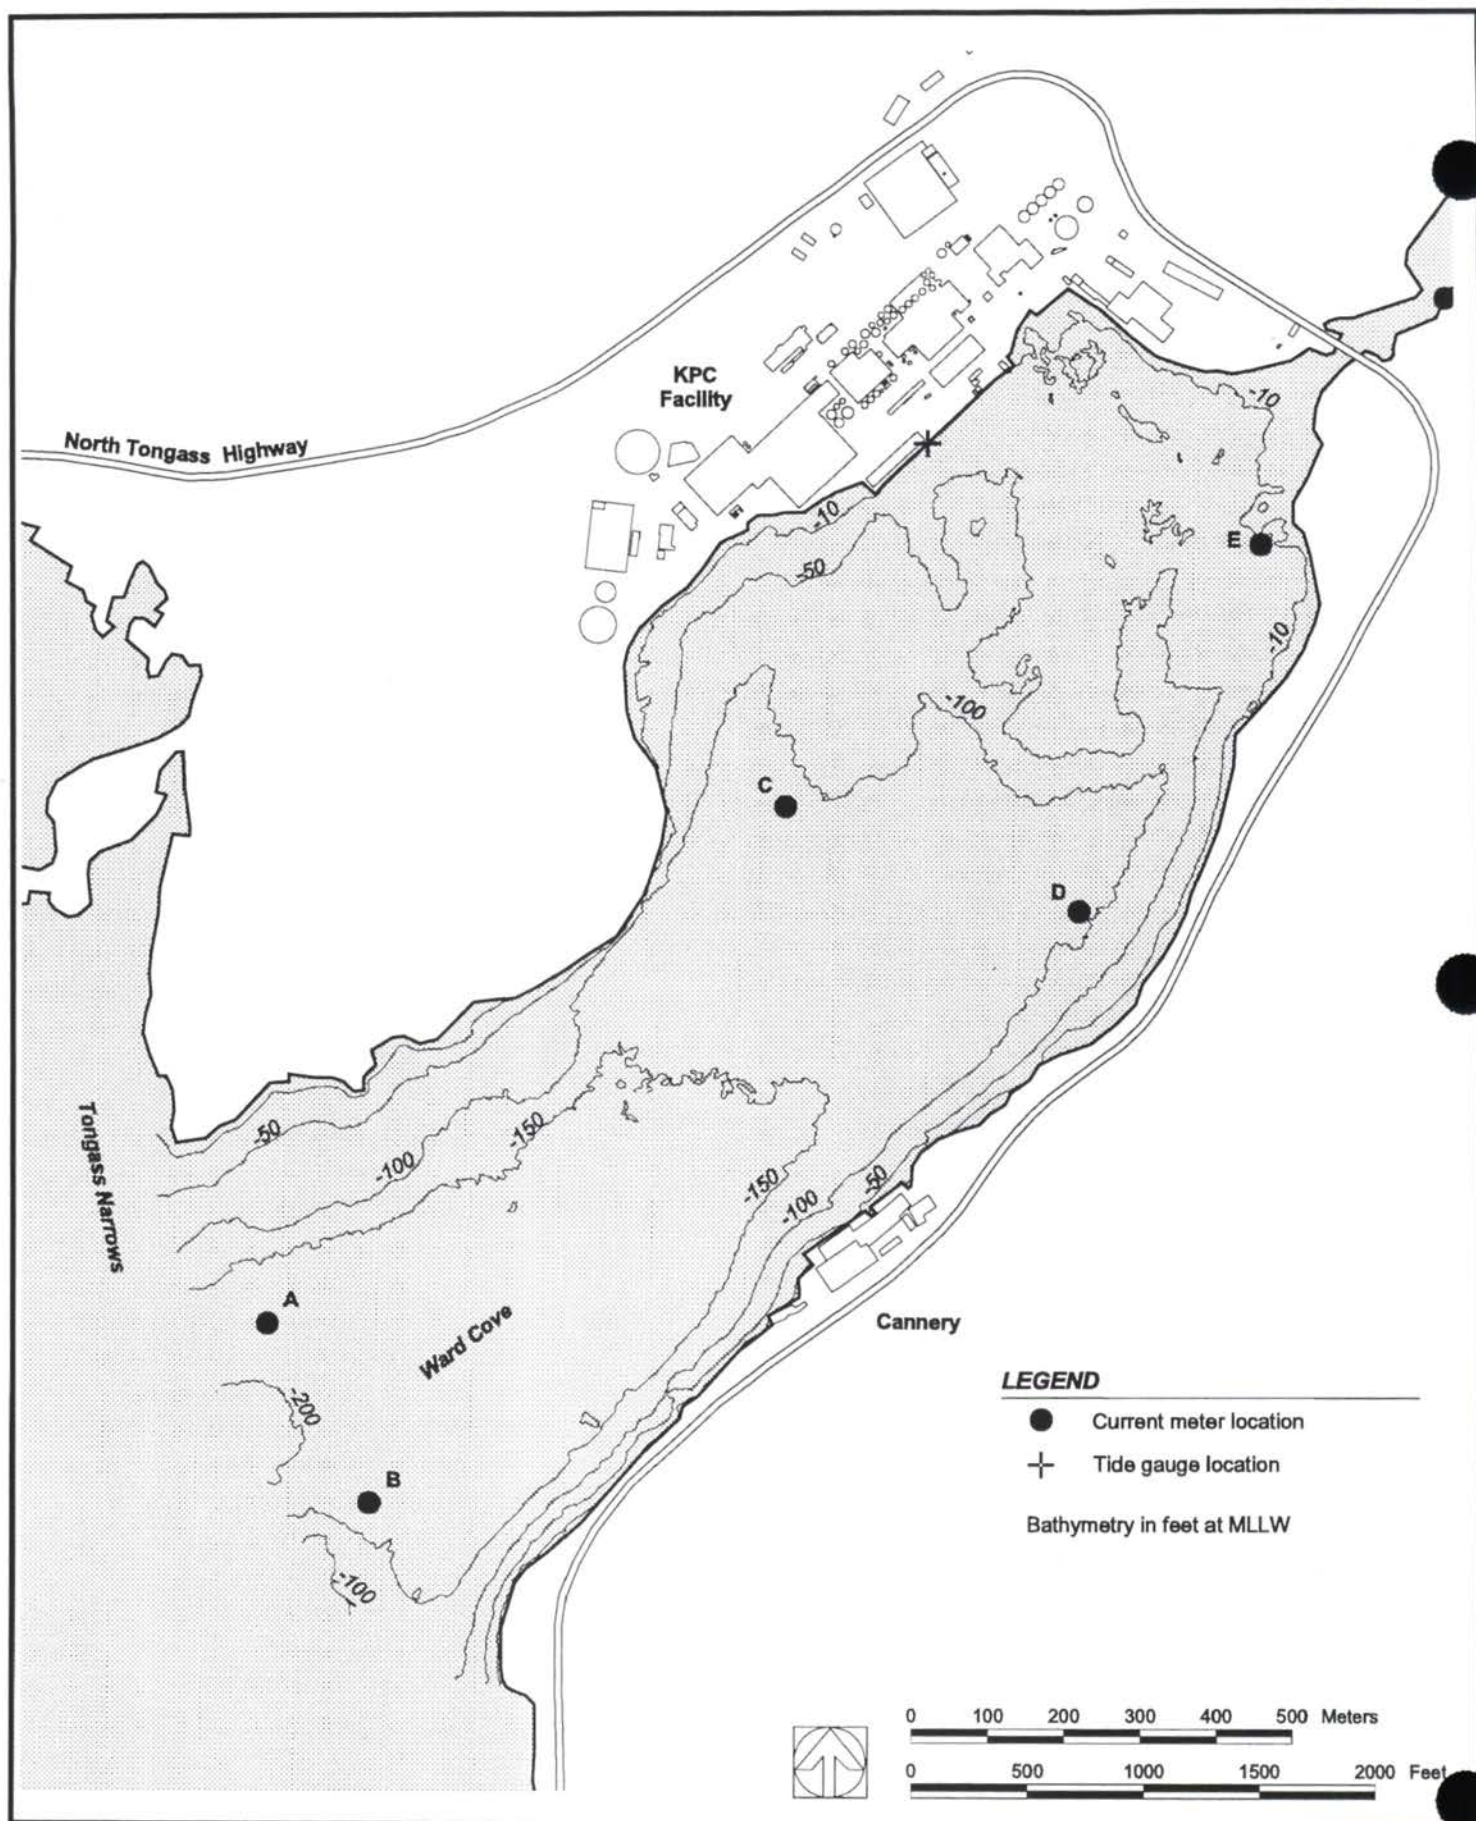 KPC
Facility
North Tongass Highway
-10
-10
-50
E
-10
-100
C
D
Tongass Narrows
-50
-100
-150
-150
-100
-50
A
Ward Cove
Cannery
-200
B
-100
LEGEND
Current meter location
Tide gauge location
Bathymetry in feet at MLLW
0 100 200 300 400 500 Meters
0 500 1000 1500 2000 Feet